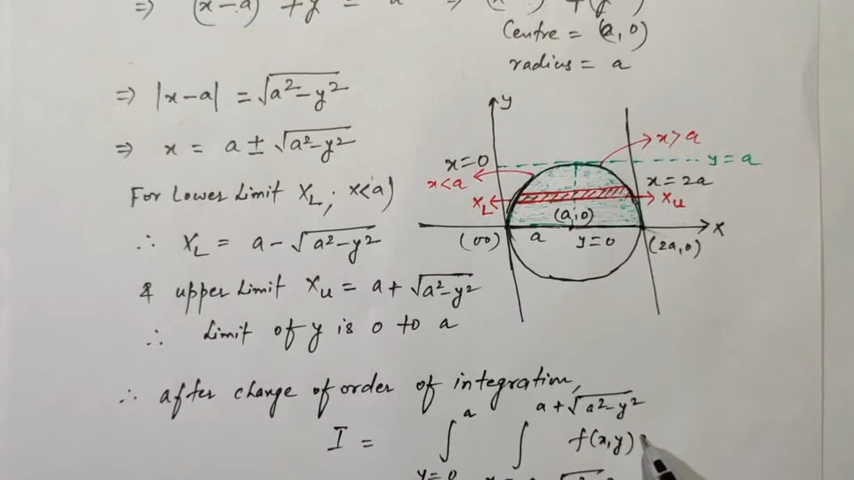 ⇒ (x-a) + y =
Centre = (a,0)
radius = a
⇒ |x-a| = √(a²-y²)
⇒ x = a ± √(a²-y²)
For Lower Limit X_L ; x<a)
∴ X_L = a - √(a²-y²)
& upper Limit X_u = a + √(a²-y²)
∴ Limit of y is 0 to a
y
x>a
x=0
y=a
x<a
x=2a
X_L
X_u
(a,0)
X
(00)
a
y=0
(2a,0)
∴ after change of order of integration,
a
a+√(a²-y²)
I = ∫ ∫ f(x,y)
y=0